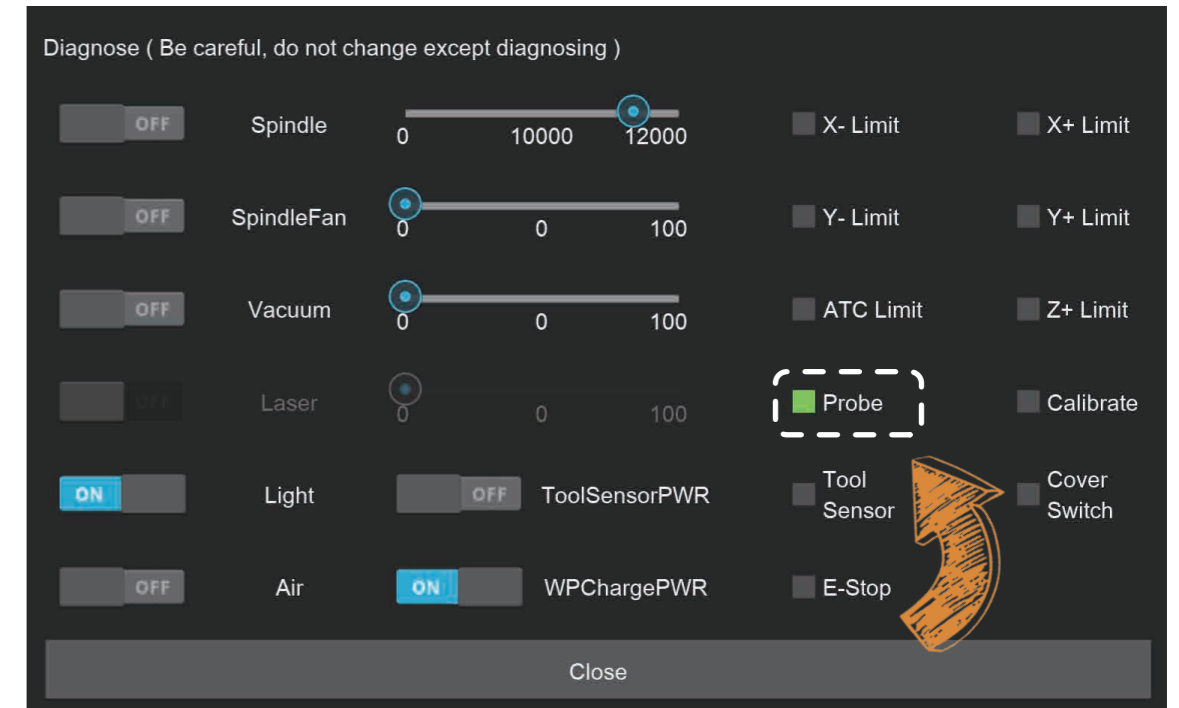 Diagnose ( Be careful, do not change except diagnosing )
OFF Spindle 0 10000 12000 X- Limit X+ Limit
OFF SpindleFan 0 0 100 Y- Limit Y+ Limit
OFF Vacuum 0 0 100 ATC Limit Z+ Limit
OFF Laser 0 0 100 Probe Calibrate
ON Light OFF ToolSensorPWR Tool Sensor Cover Switch
OFF Air ON WPChargePWR E-Stop
Close